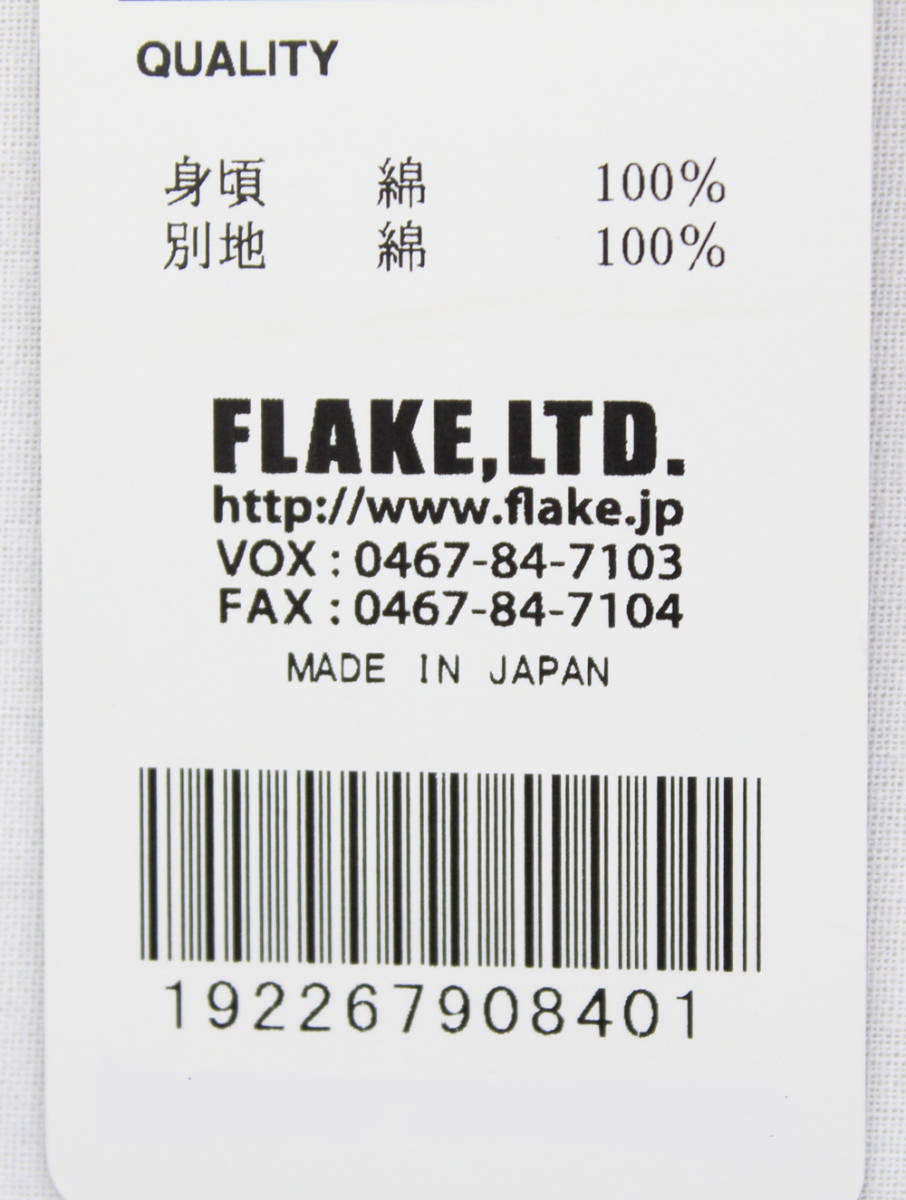 QUALITY
身頃 綿 100%
別地 綿 100%
FLAKE,LTD.
http://www.flake.jp
VOX : 0467-84-7103
FAX : 0467-84-7104
MADE IN JAPAN
192267908401